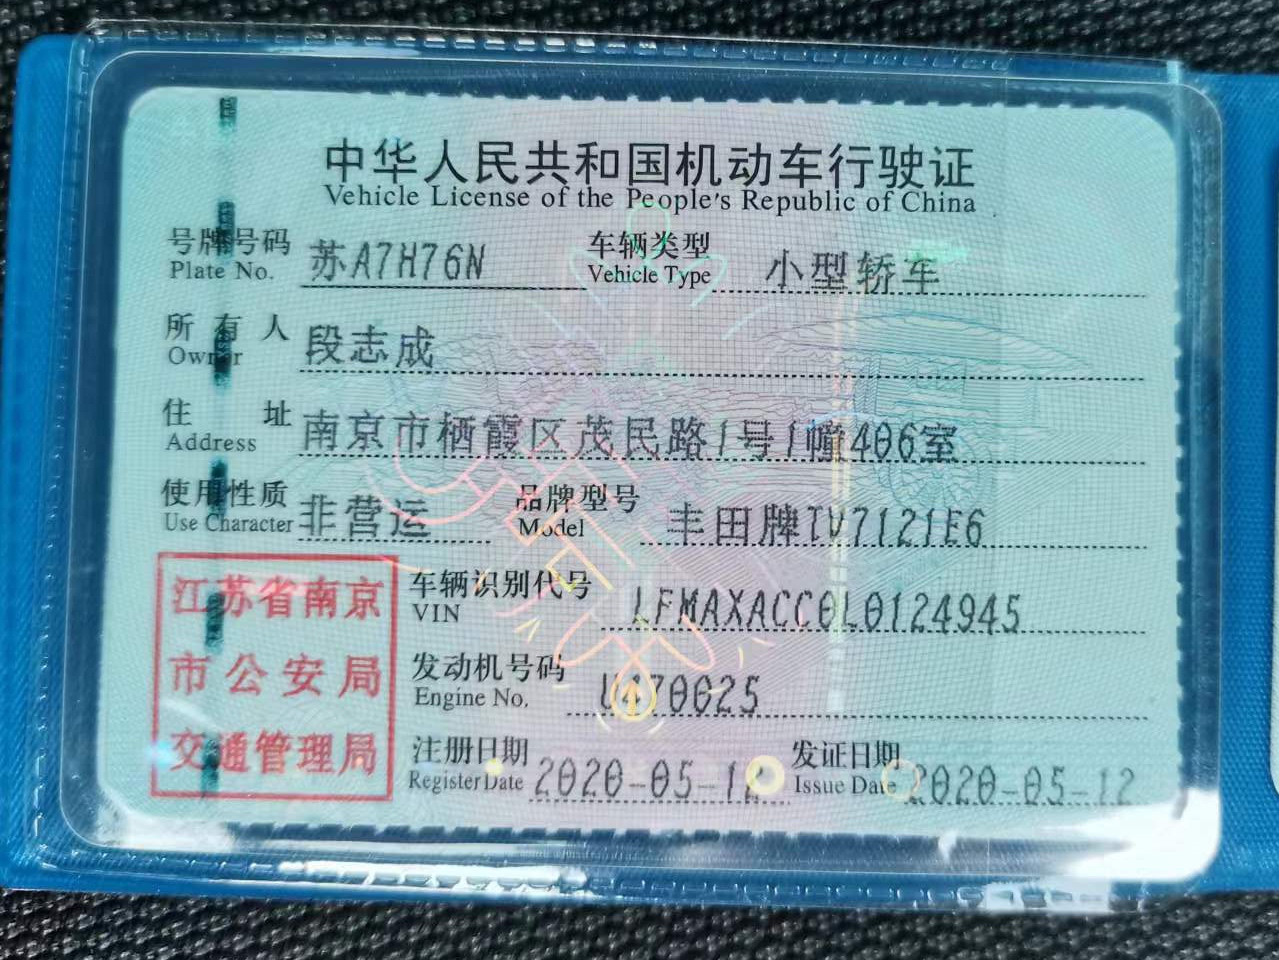 中华人民共和国机动车行驶证
Vehicle License of the People's Republic of China
号牌号码 苏A7H76N 车辆类型 小型轿车
Plate No. Vehicle Type
所有人 段志成
Owner
住址 南京市栖霞区茂民路1号1幢406室
Address
使用性质 非营运 品牌型号 丰田牌TV7121E6
Use Character Model
江苏省南京
市公安局
交通管理局
车辆识别代号 LFMAXACC0L0124945
VIN
发动机号码 U470025
Engine No.
注册日期 2020-05-12 发证日期 2020-05-12
Register Date Issue Date